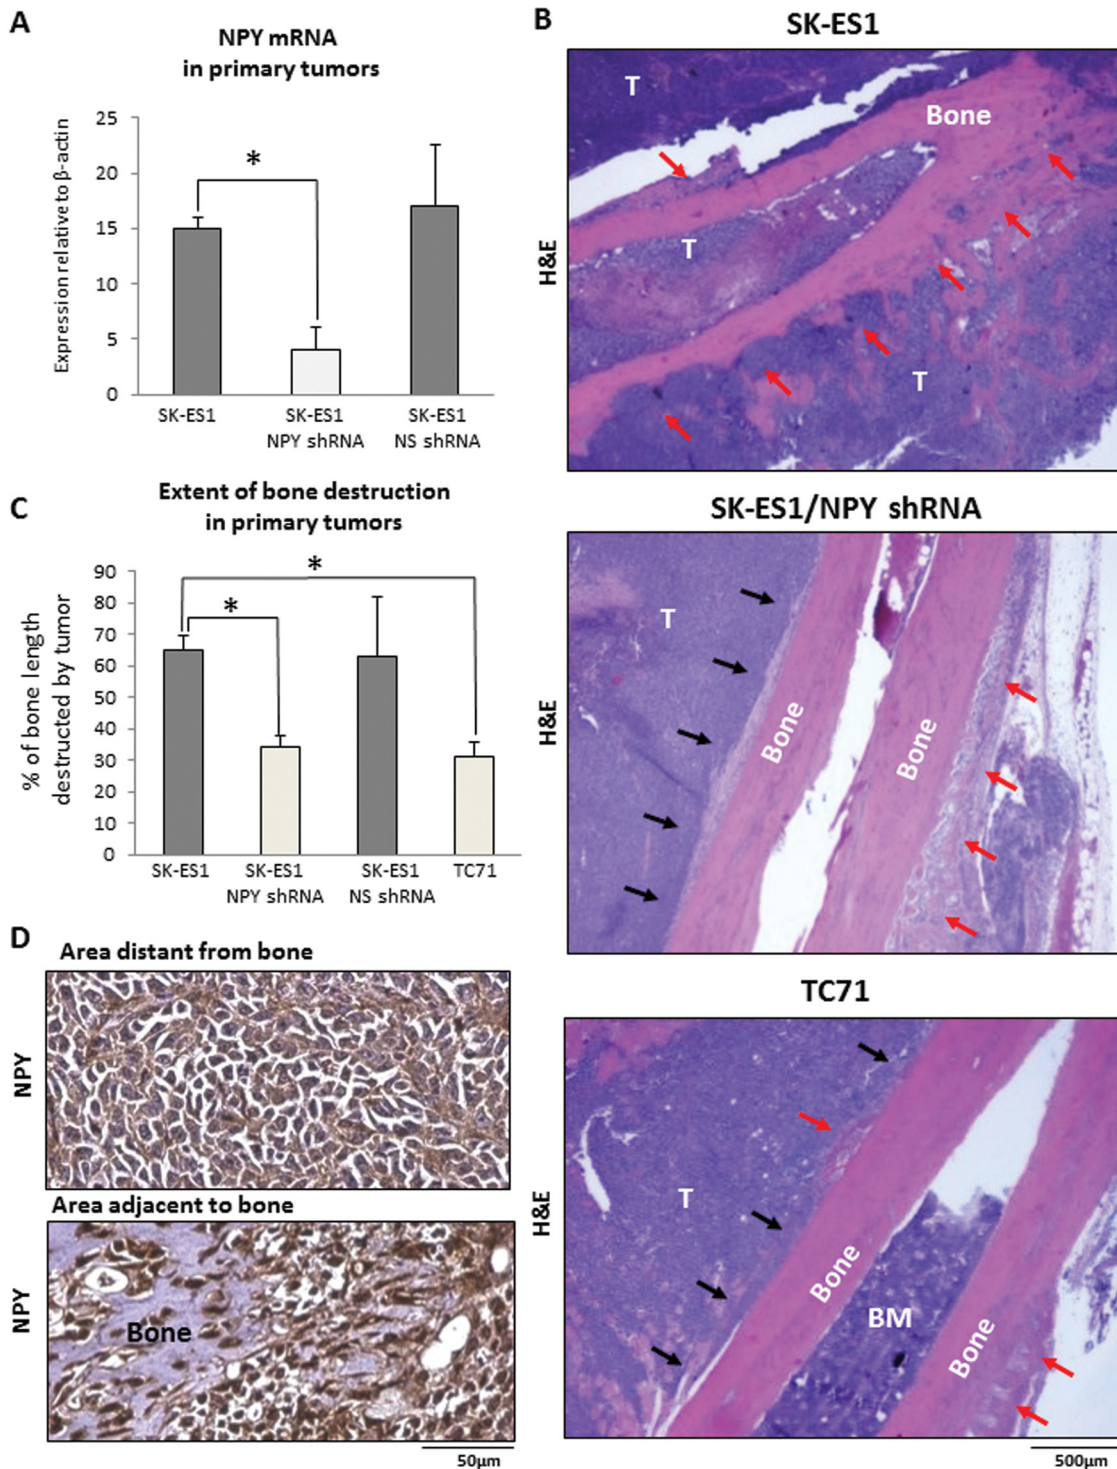 A
NPY mRNA
in primary tumors
Expression relative to β-actin
25
20
15
10
5
0
*
SK-ES1
SK-ES1
NPY shRNA
SK-ES1
NS shRNA
B
SK-ES1
H&E
T
Bone
T
T
SK-ES1/NPY shRNA
H&E
T
Bone
Bone
TC71
H&E
T
Bone
BM
Bone
500μm
C
Extent of bone destruction
in primary tumors
% of bone length
destructed by tumor
90
80
70
60
50
40
30
20
10
0
*
*
SK-ES1
SK-ES1
NPY shRNA
SK-ES1
NS shRNA
TC71
D
Area distant from bone
NPY
Area adjacent to bone
NPY
Bone
50μm